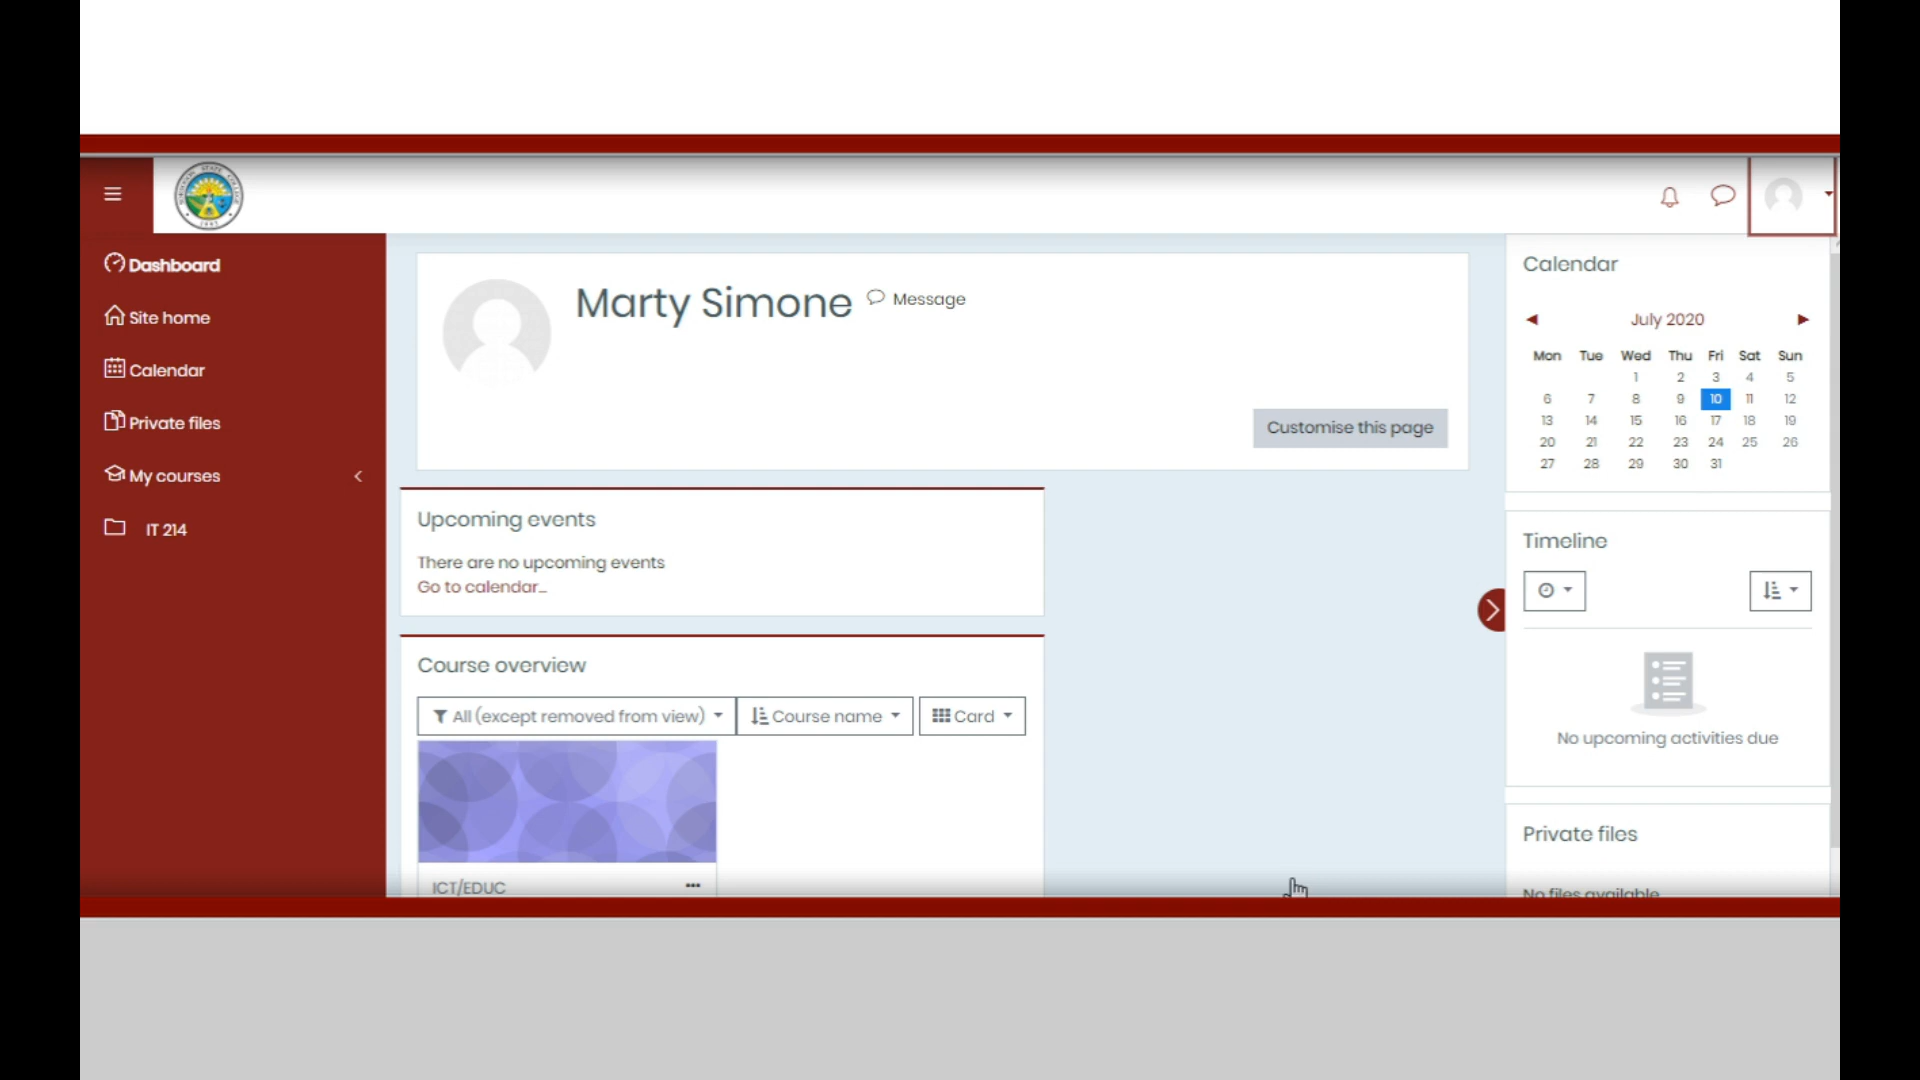 Dashboard
Site home
Calendar
Private files
My courses
IT 214
Marty Simone
Message
Customise this page
Upcoming events
There are no upcoming events
Go to calendar...
Course overview
All (except removed from view)
Course name
Card
ICT/EDUC
Calendar
July 2020
Mon Tue Wed Thu Fri Sat Sun
1 2 3 4 5
6 7 8 9 10 11 12
13 14 15 16 17 18 19
20 21 22 23 24 25 26
27 28 29 30 31
Timeline
No upcoming activities due
Private files
No files available